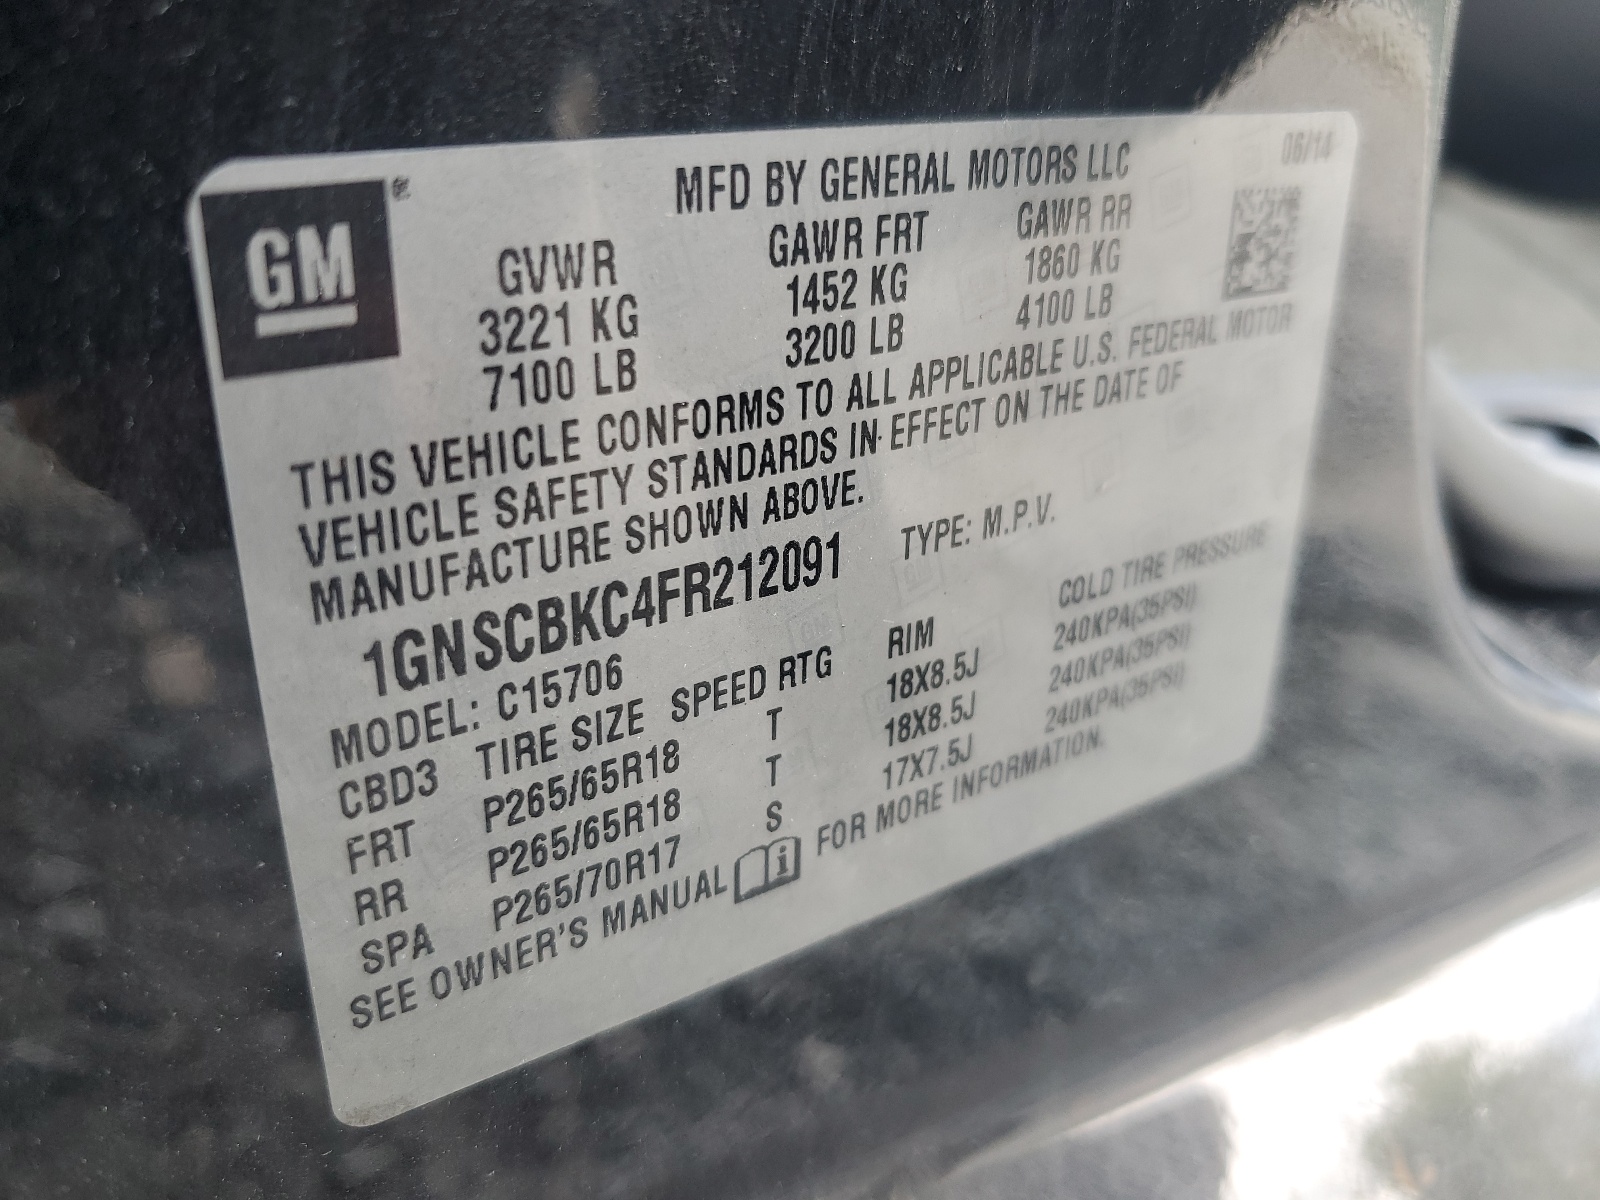 06/14
GM®
MFD BY GENERAL MOTORS LLC
GVWR GAWR FRT GAWR RR
3221 KG 1452 KG 1860 KG
7100 LB 3200 LB 4100 LB
THIS VEHICLE CONFORMS TO ALL APPLICABLE U.S. FEDERAL MOTOR
VEHICLE SAFETY STANDARDS IN EFFECT ON THE DATE OF
MANUFACTURE SHOWN ABOVE.
1GNSCBKC4FR212091 TYPE: M.P.V.
MODEL: C15706
CBD3 TIRE SIZE SPEED RTG RIM COLD TIRE PRESSURE
FRT P265/65R18 T 18X8.5J 240KPA(35PSI)
RR P265/65R18 T 18X8.5J 240KPA(35PSI)
SPA P265/70R17 S 17X7.5J 240KPA(35PSI)
SEE OWNER'S MANUAL i FOR MORE INFORMATION.